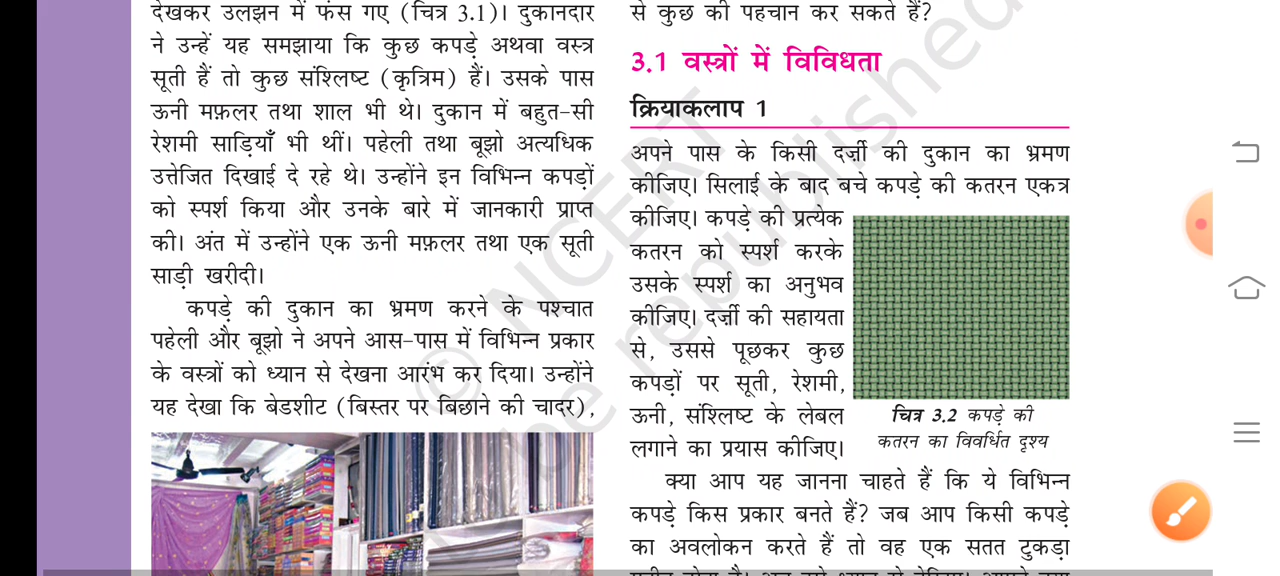 देखकर उलझन में फंस गए (चित्र 3.1)। दुकानदार
ने उन्हें यह समझाया कि कुछ कपड़े अथवा वस्त्र
सूती हैं तो कुछ संश्लिष्ट (कृत्रिम) हैं। उसके पास
ऊनी मफ़लर तथा शाल भी थे। दुकान में बहुत-सी
रेशमी साड़ियाँ भी थीं। पहेली तथा बूझो अत्यधिक
उत्तेजित दिखाई दे रहे थे। उन्होंने इन विभिन्न कपड़ों
को स्पर्श किया और उनके बारे में जानकारी प्राप्त
की। अंत में उन्होंने एक ऊनी मफ़लर तथा एक सूती
साड़ी खरीदी।
कपड़े की दुकान का भ्रमण करने के पश्चात
पहेली और बूझो ने अपने आस-पास में विभिन्न प्रकार
के वस्त्रों को ध्यान से देखना आरंभ कर दिया। उन्होंने
यह देखा कि बेडशीट (बिस्तर पर बिछाने की चादर),
से कुछ की पहचान कर सकते हैं?
3.1 वस्त्रों में विविधता
क्रियाकलाप 1
अपने पास के किसी दर्ज़ी की दुकान का भ्रमण
कीजिए। सिलाई के बाद बचे कपड़े की कतरन एकत्र
कीजिए। कपड़े की प्रत्येक
कतरन को स्पर्श करके
उसके स्पर्श का अनुभव
कीजिए। दर्ज़ी की सहायता
से, उससे पूछकर कुछ
कपड़ों पर सूती, रेशमी,
ऊनी, संश्लिष्ट के लेबल
लगाने का प्रयास कीजिए।
चित्र 3.2 कपड़े की
कतरन का विवर्धित दृश्य
क्या आप यह जानना चाहते हैं कि ये विभिन्न
कपड़े किस प्रकार बनते हैं? जब आप किसी कपड़े
का अवलोकन करते हैं तो वह एक सतत टुकड़ा
© NCERT
be republished